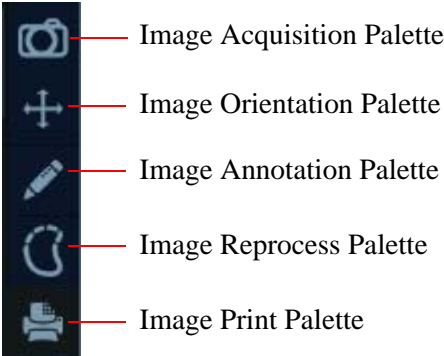 Image Acquisition Palette
Image Orientation Palette
Image Annotation Palette
Image Reprocess Palette
Image Print Palette